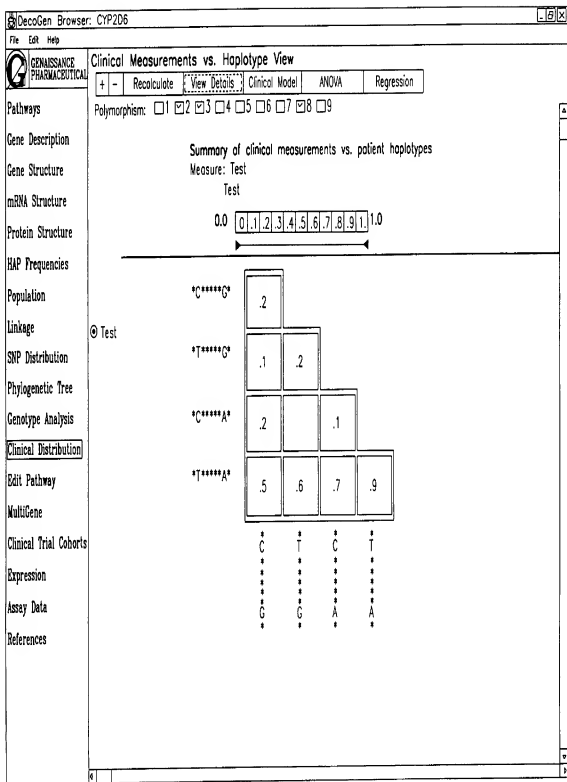 DecoGen Browser: CYP2D6
File Edit Help
GENAISSANCE
PHARMACEUTICAL
Clinical Measurements vs. Haplotype View
+ - Recalculate View Details Clinical Model ANOVA Regression
Polymorphism: 1 2 3 4 5 6 7 8 9
Pathways
Gene Description
Gene Structure
mRNA Structure
Protein Structure
HAP Frequencies
Population
Linkage
SNP Distribution
Phylogenetic Tree
Genotype Analysis
Clinical Distribution
Edit Pathway
MultiGene
Clinical Trial Cohorts
Expression
Assay Data
References
Summary of clinical measurements vs. patient haplotypes
Measure: Test
Test
0.0 0 .1 .2 .3 .4 .5 .6 .7 .8 .9 1. 1.0
Test
*C*****G* .2
*T*****G* .1 .2
*C*****A* .2 .1
*T*****A* .5 .6 .7 .9
* * * *
C T C T
* * * *
* * * *
* * * *
* * * *
* * * *
G G A A
* * * *